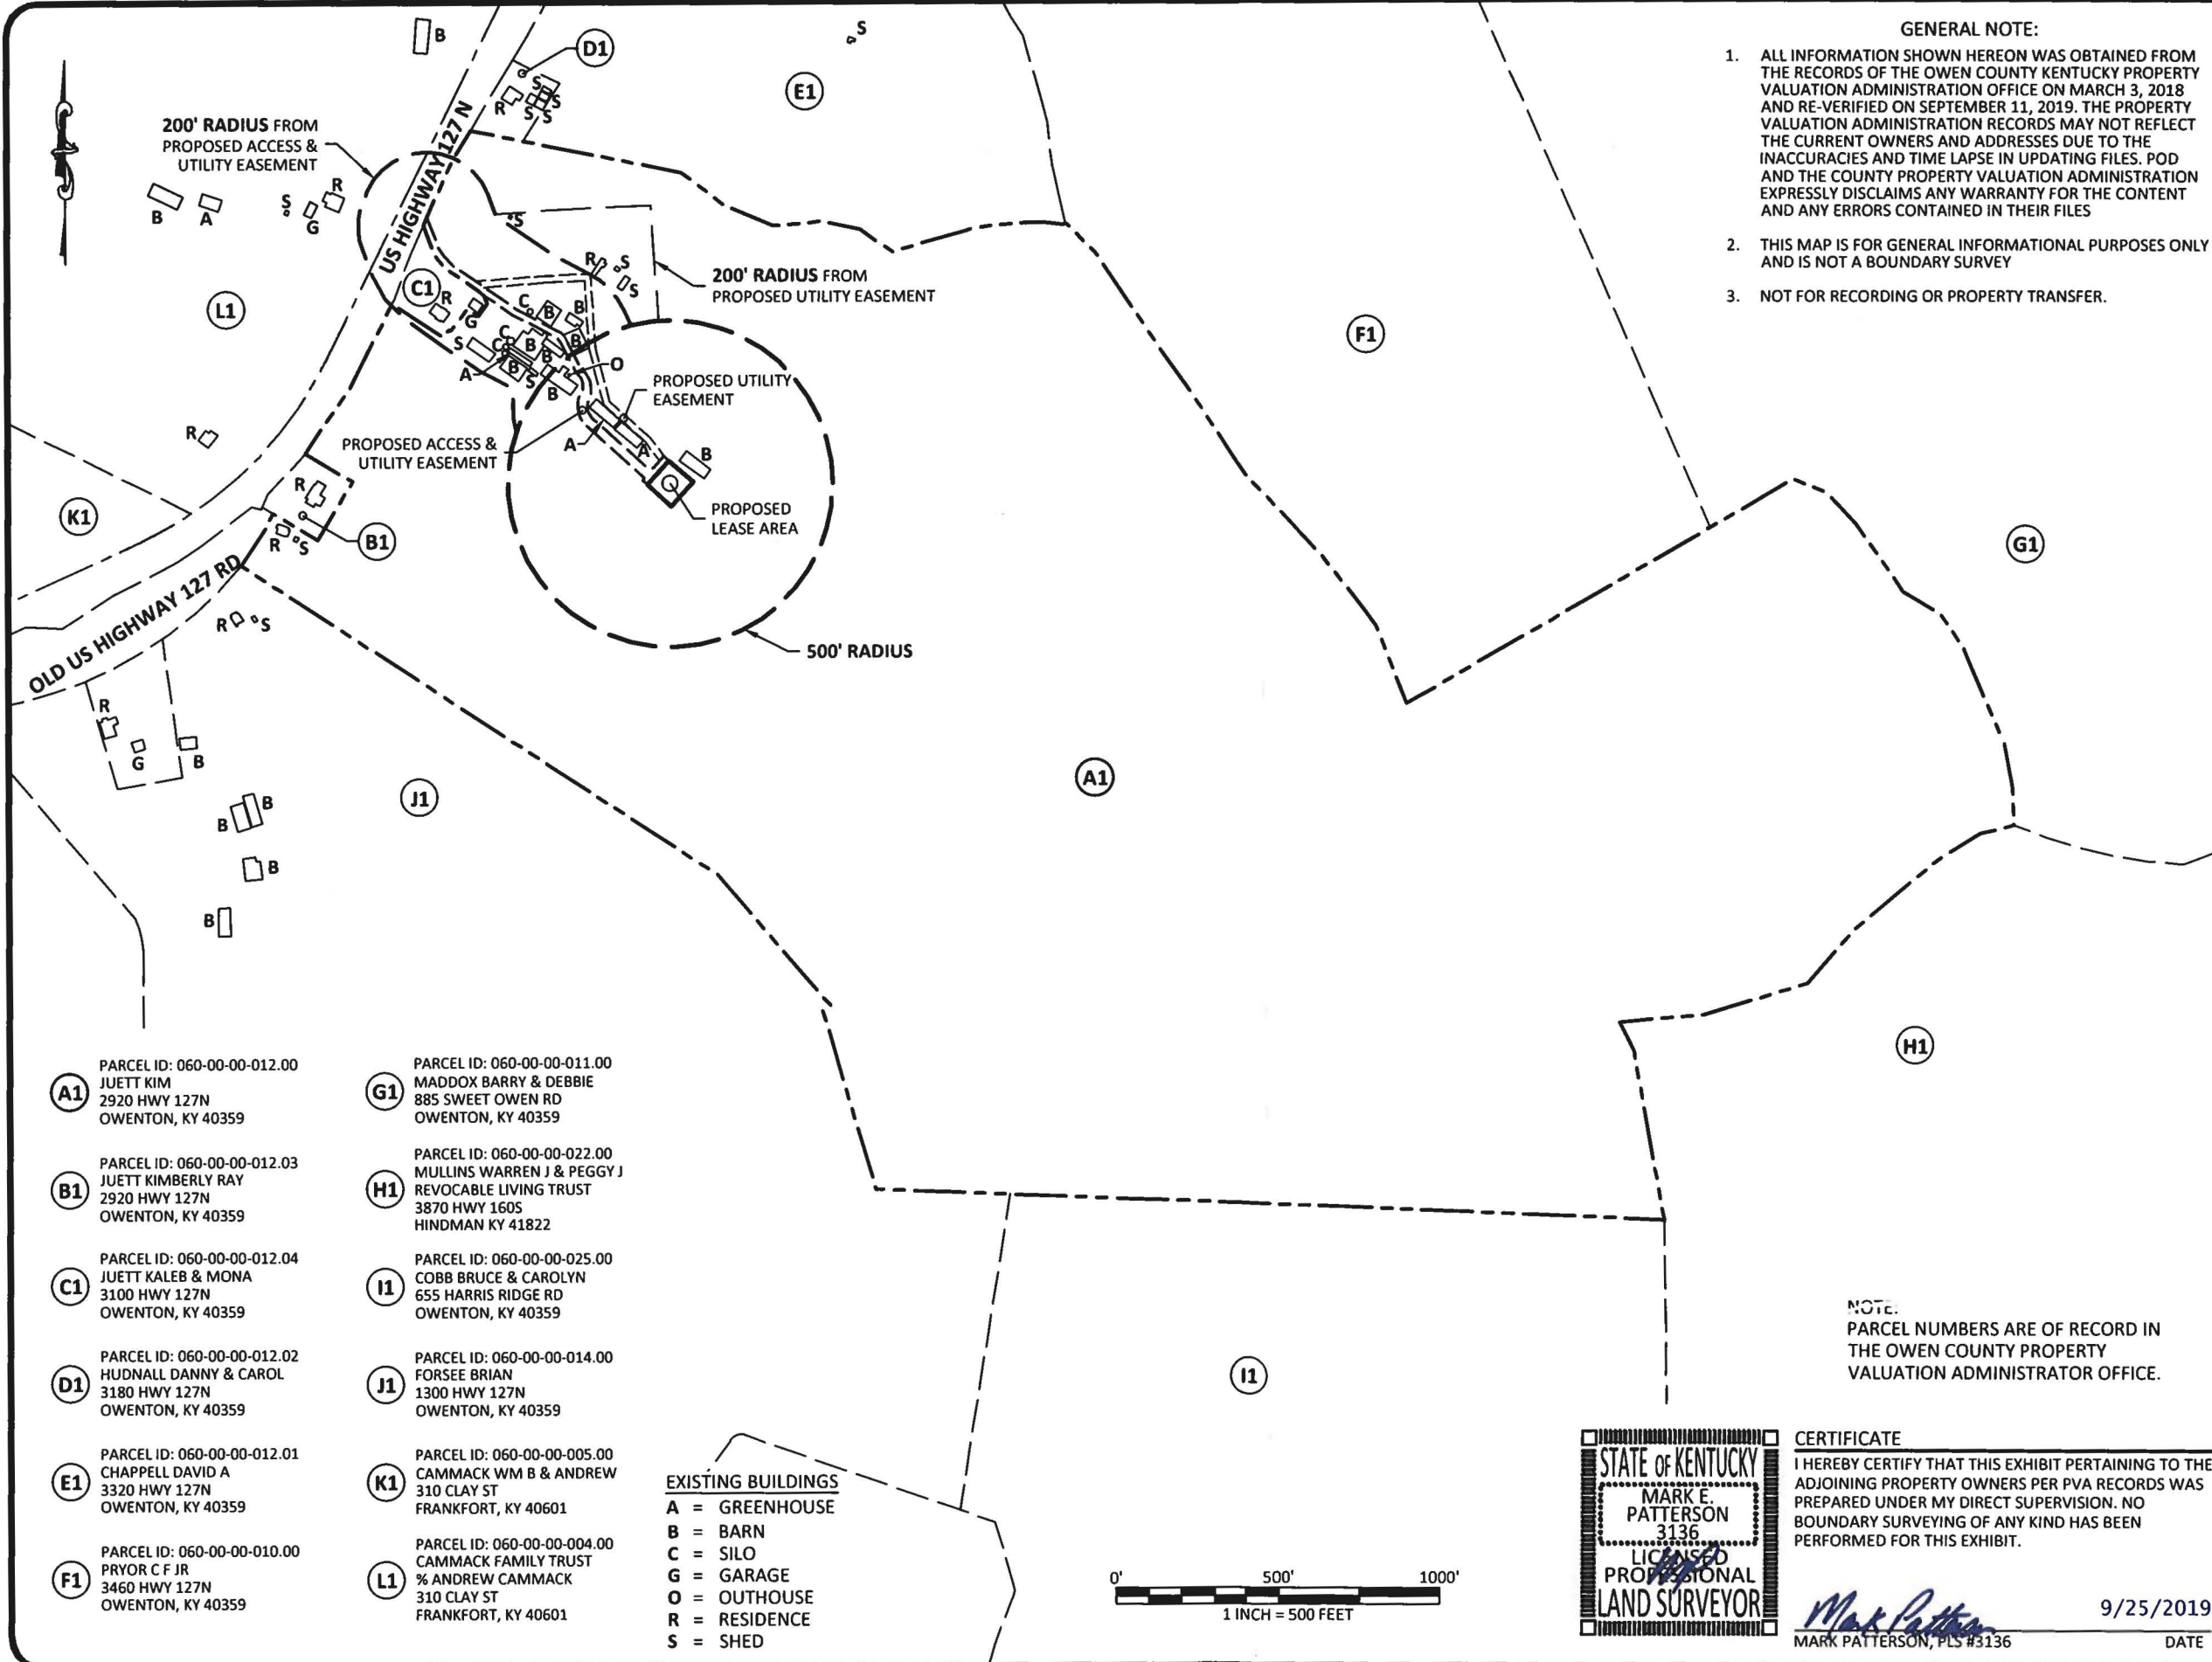 GENERAL NOTE:
1. ALL INFORMATION SHOWN HEREON WAS OBTAINED FROM
THE RECORDS OF THE OWEN COUNTY KENTUCKY PROPERTY
VALUATION ADMINISTRATION OFFICE ON MARCH 3, 2018
AND RE-VERIFIED ON SEPTEMBER 11, 2019. THE PROPERTY
VALUATION ADMINISTRATION RECORDS MAY NOT REFLECT
THE CURRENT OWNERS AND ADDRESSES DUE TO THE
INACCURACIES AND TIME LAPSE IN UPDATING FILES. POD
AND THE COUNTY PROPERTY VALUATION ADMINISTRATION
EXPRESSLY DISCLAIMS ANY WARRANTY FOR THE CONTENT
AND ANY ERRORS CONTAINED IN THEIR FILES
2. THIS MAP IS FOR GENERAL INFORMATIONAL PURPOSES ONLY
AND IS NOT A BOUNDARY SURVEY
3. NOT FOR RECORDING OR PROPERTY TRANSFER.
B
D1
S
S
S
R
S
S
S
E1
200' RADIUS FROM
PROPOSED ACCESS &
UTILITY EASEMENT
US HIGHWAY 127 N
B
A
S
G
R
S
R
S
S
200' RADIUS FROM
PROPOSED UTILITY EASEMENT
L1
C1
R
G
C
B
B
C
B
B
S
C
B
A
B
S
B
O
F1
PROPOSED UTILITY
EASEMENT
R
PROPOSED ACCESS &
UTILITY EASEMENT
A
A
B
PROPOSED
LEASE AREA
K1
R
R
S
B1
G1
OLD US HIGHWAY 127 RD
R
S
500' RADIUS
R
G
B
J1
A1
B
B
B
B
H1
I1
A1
PARCEL ID: 060-00-00-012.00
JUETT KIM
2920 HWY 127N
OWENTON, KY 40359
B1
PARCEL ID: 060-00-00-012.03
JUETT KIMBERLY RAY
2920 HWY 127N
OWENTON, KY 40359
C1
PARCEL ID: 060-00-00-012.04
JUETT KALEB & MONA
3100 HWY 127N
OWENTON, KY 40359
D1
PARCEL ID: 060-00-00-012.02
HUDNALL DANNY & CAROL
3180 HWY 127N
OWENTON, KY 40359
E1
PARCEL ID: 060-00-00-012.01
CHAPPELL DAVID A
3320 HWY 127N
OWENTON, KY 40359
F1
PARCEL ID: 060-00-00-010.00
PRYOR C F JR
3460 HWY 127N
OWENTON, KY 40359
G1
PARCEL ID: 060-00-00-011.00
MADDOX BARRY & DEBBIE
885 SWEET OWEN RD
OWENTON, KY 40359
H1
PARCEL ID: 060-00-00-022.00
MULLINS WARREN J & PEGGY J
REVOCABLE LIVING TRUST
3870 HWY 160S
HINDMAN KY 41822
I1
PARCEL ID: 060-00-00-025.00
COBB BRUCE & CAROLYN
655 HARRIS RIDGE RD
OWENTON, KY 40359
J1
PARCEL ID: 060-00-00-014.00
FORSEE BRIAN
1300 HWY 127N
OWENTON, KY 40359
K1
PARCEL ID: 060-00-00-005.00
CAMMACK WM B & ANDREW
310 CLAY ST
FRANKFORT, KY 40601
L1
PARCEL ID: 060-00-00-004.00
CAMMACK FAMILY TRUST
% ANDREW CAMMACK
310 CLAY ST
FRANKFORT, KY 40601
EXISTING BUILDINGS
A = GREENHOUSE
B = BARN
C = SILO
G = GARAGE
O = OUTHOUSE
R = RESIDENCE
S = SHED
0' 500' 1000'
1 INCH = 500 FEET
NOTE:
PARCEL NUMBERS ARE OF RECORD IN
THE OWEN COUNTY PROPERTY
VALUATION ADMINISTRATOR OFFICE.
STATE OF KENTUCKY
MARK E.
PATTERSON
3136
LICENSED
PROFESSIONAL
LAND SURVEYOR
CERTIFICATE
I HEREBY CERTIFY THAT THIS EXHIBIT PERTAINING TO THE
ADJOINING PROPERTY OWNERS PER PVA RECORDS WAS
PREPARED UNDER MY DIRECT SUPERVISION. NO
BOUNDARY SURVEYING OF ANY KIND HAS BEEN
PERFORMED FOR THIS EXHIBIT.
Mark Patterson
9/25/2019
MARK PATTERSON, PLS #3136
DATE